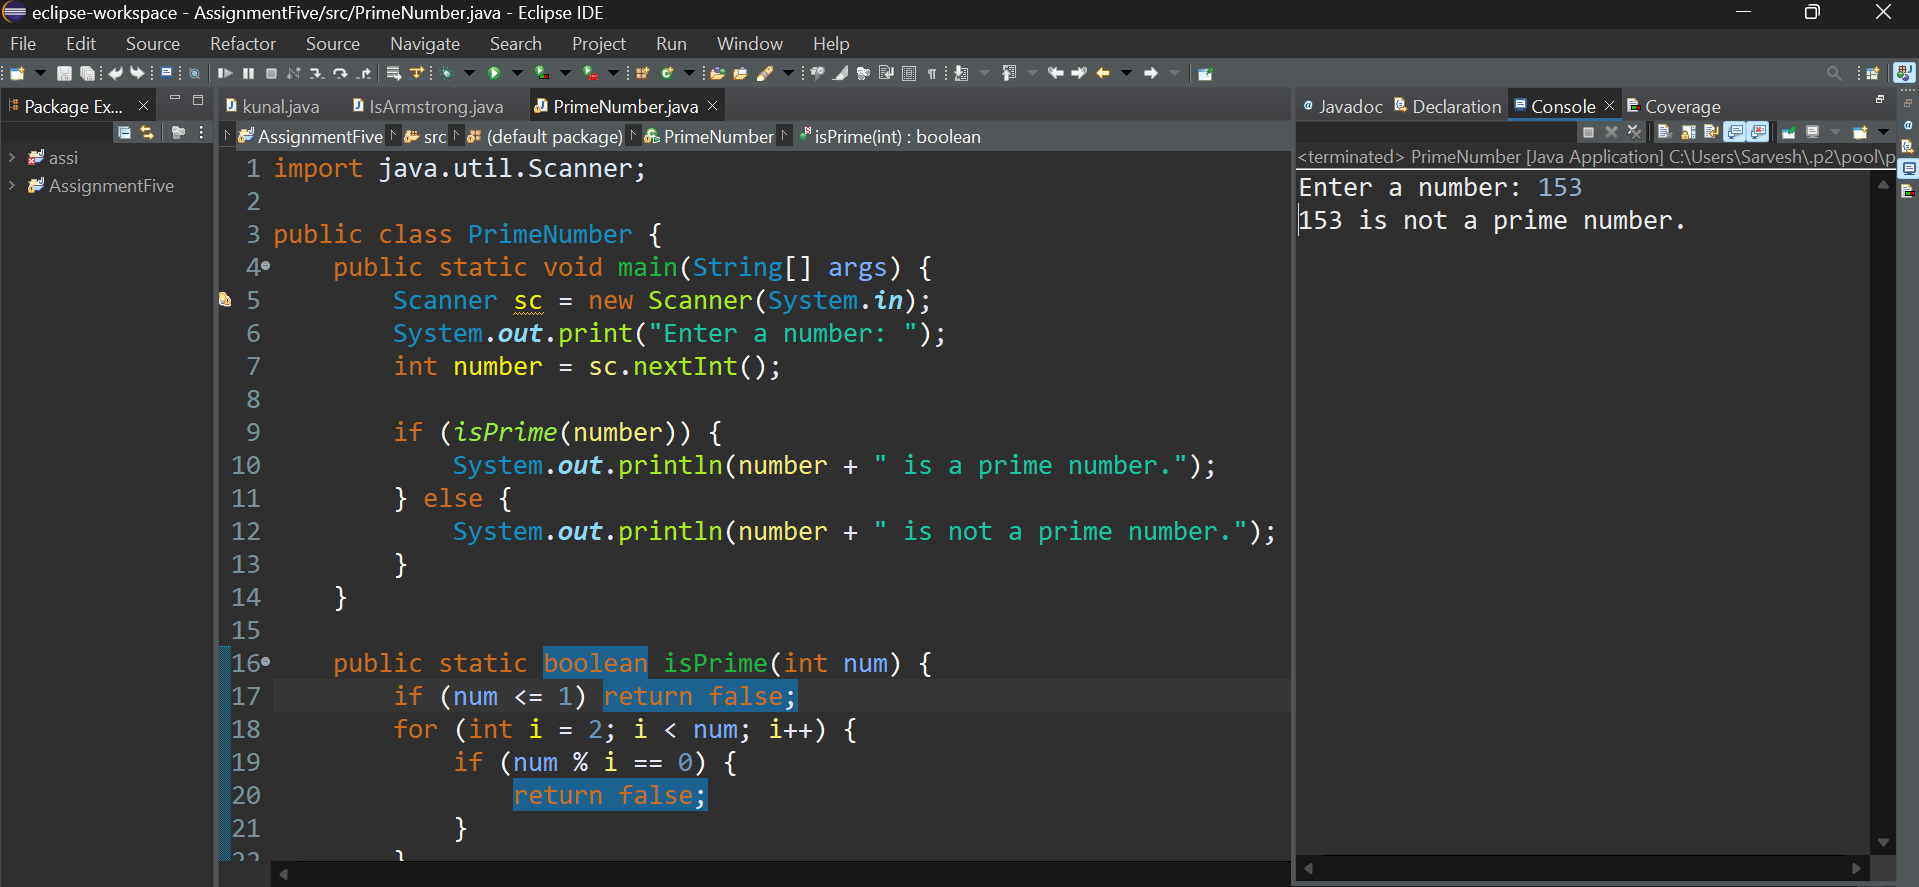 eclipse-workspace - AssignmentFive/src/PrimeNumber.java - Eclipse IDE
File Edit Source Refactor Source Navigate Search Project Run Window Help
Package Ex...
assi
AssignmentFive
kunal.java IsArmstrong.java PrimeNumber.java
AssignmentFive src (default package) PrimeNumber isPrime(int) : boolean
1 import java.util.Scanner;
2
3 public class PrimeNumber {
4 public static void main(String[] args) {
5 Scanner sc = new Scanner(System.in);
6 System.out.print("Enter a number: ");
7 int number = sc.nextInt();
8
9 if (isPrime(number)) {
10 System.out.println(number + " is a prime number.");
11 } else {
12 System.out.println(number + " is not a prime number.");
13 }
14 }
15
16 public static boolean isPrime(int num) {
17 if (num <= 1) return false;
18 for (int i = 2; i < num; i++) {
19 if (num % i == 0) {
20 return false;
21 }
22 }
Javadoc Declaration Console Coverage
<terminated> PrimeNumber [Java Application] C:\Users\Sarvesh\.p2\pool\p
Enter a number: 153
153 is not a prime number.